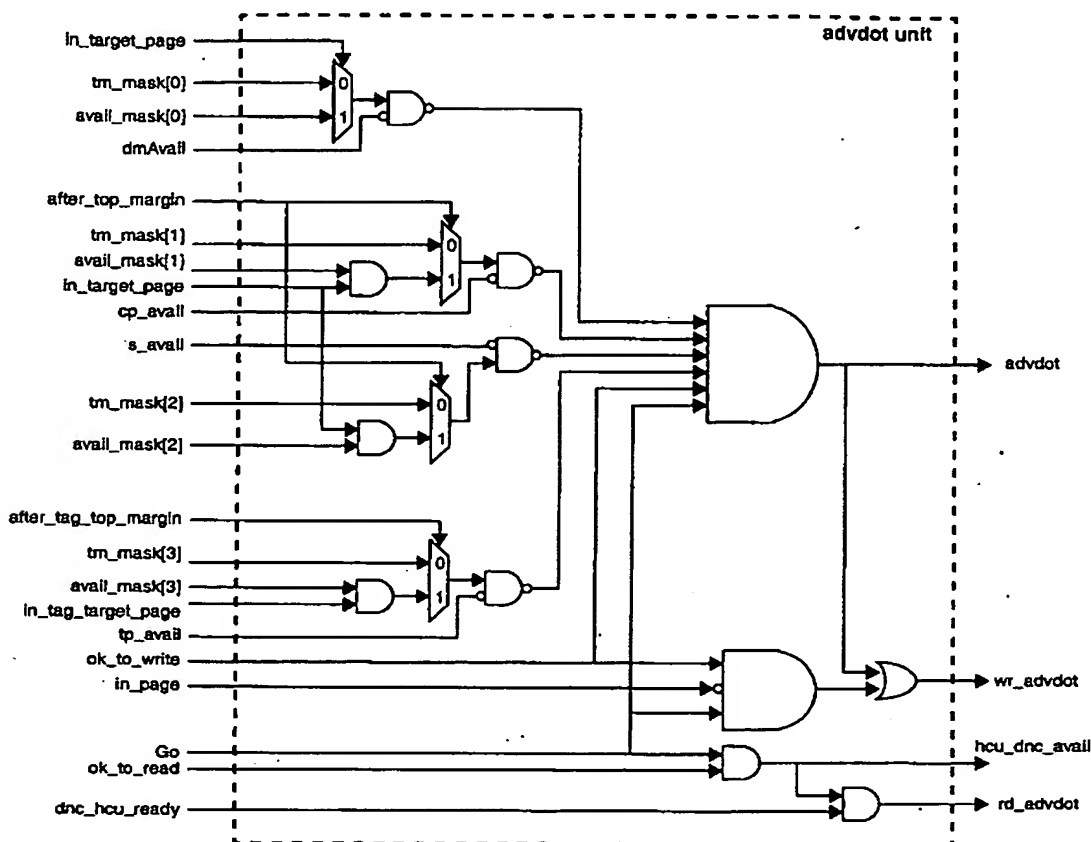 advdot unit
in_target_page
tm_mask[0]
0
avail_mask[0]
1
dmAvail
after_top_margin
tm_mask[1]
0
avail_mask[1]
1
in_target_page
cp_avail
s_avail
advdot
tm_mask[2]
0
avail_mask[2]
1
after_tag_top_margin
tm_mask[3]
0
avail_mask[3]
1
in_tag_target_page
tp_avail
ok_to_write
in_page
wr_advdot
Go
hcu_dnc_avail
ok_to_read
dnc_hcu_ready
rd_advdot